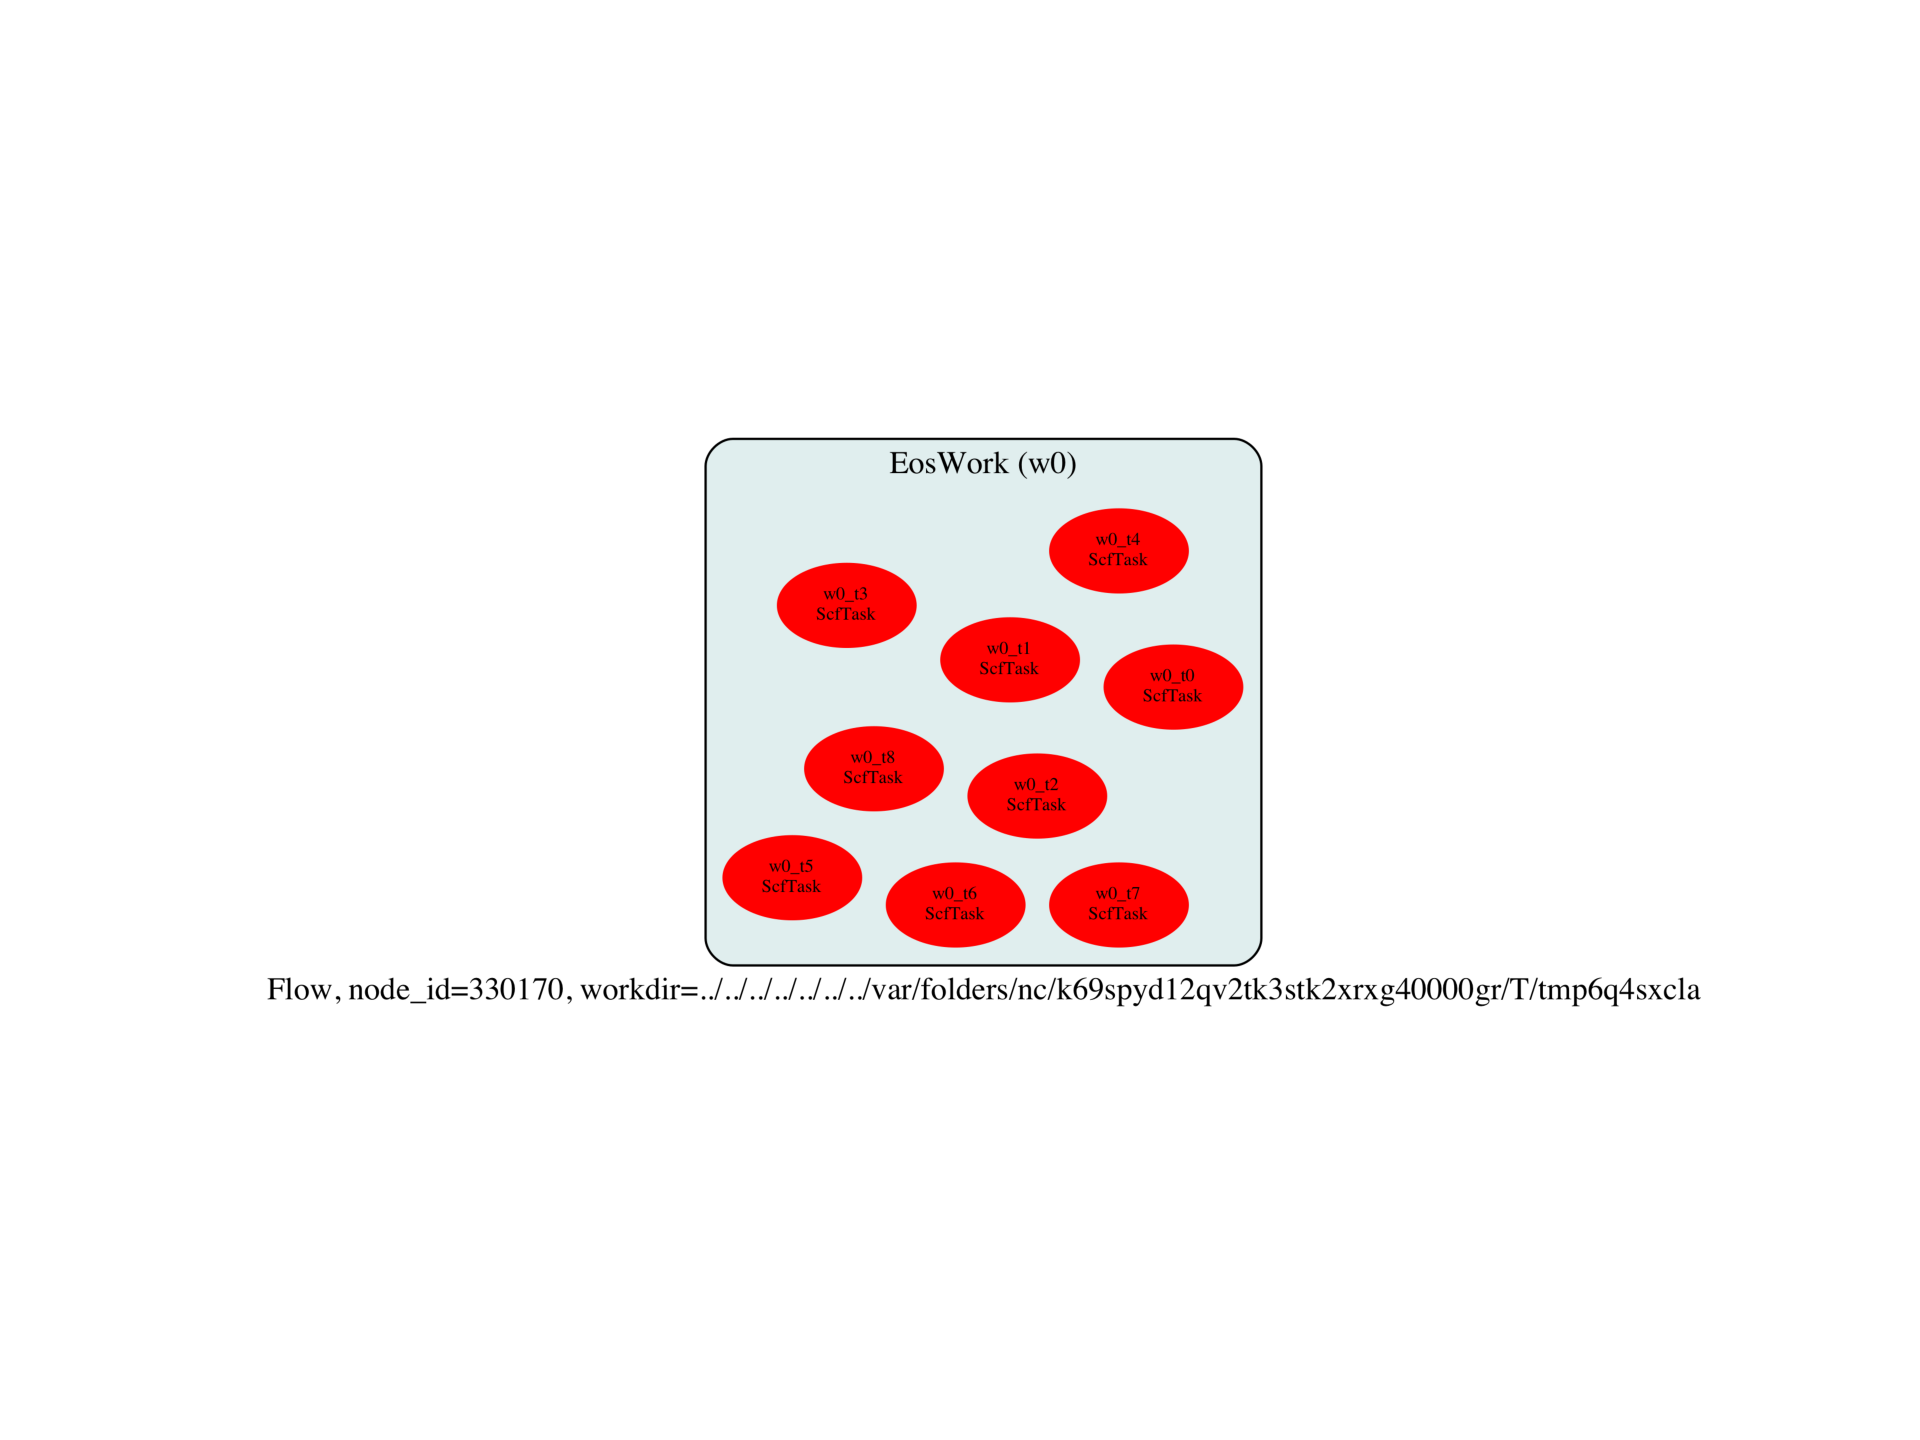 EosWork (w0)
w0_t4
ScfTask
w0_t3
ScfTask
w0_t1
ScfTask
w0_t0
ScfTask
w0_t8
ScfTask
w0_t2
ScfTask
w0_t5
ScfTask
w0_t6
ScfTask
w0_t7
ScfTask
Flow, node_id=330170, workdir=../../../../../../../var/folders/nc/k69spyd12qv2tk3stk2xrxg40000gr/T/tmp6q4sxcla